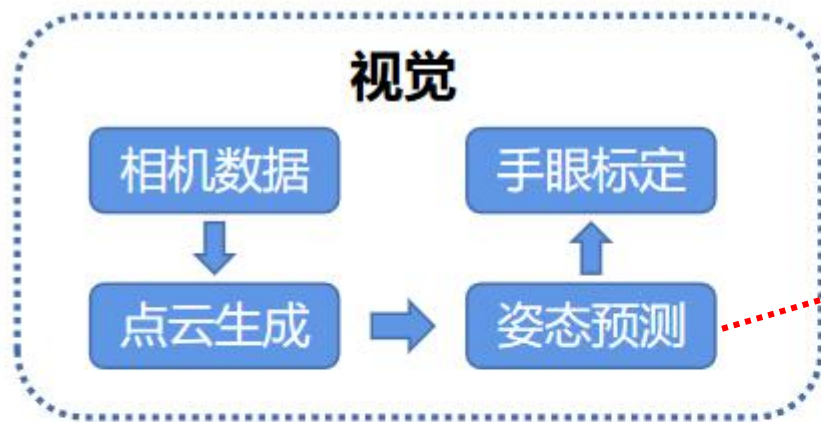 视觉
相机数据
手眼标定
点云生成
姿态预测